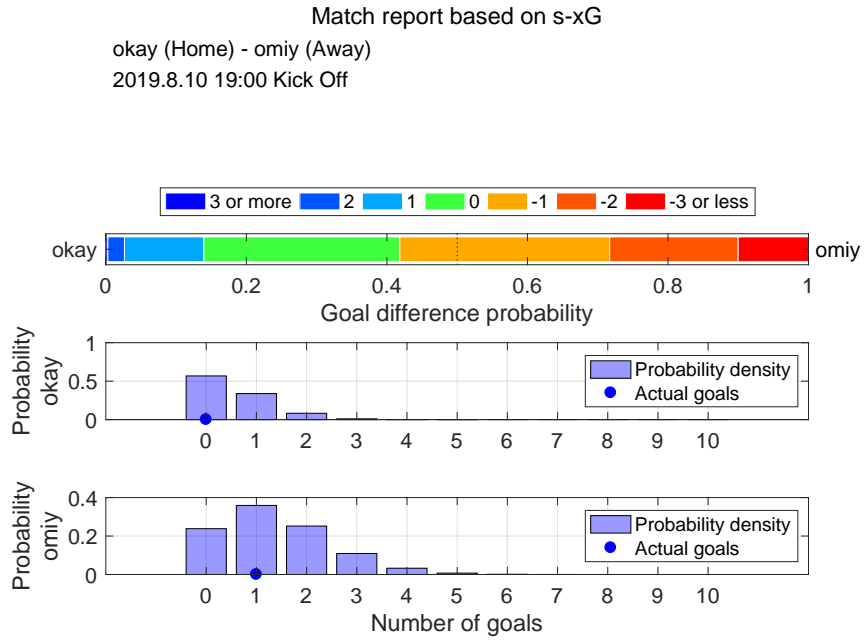 Match report based on s-xG
okay (Home) - omiy (Away)
2019.8.10 19:00 Kick Off
3 or more 2 1 0 -1 -2 -3 or less
okay omiy
0 0.2 0.4 0.6 0.8 1
Goal difference probability
Probability
okay
1
0.5
0
Probability density
Actual goals
0 1 2 3 4 5 6 7 8 9 10
Probability
omiy
0.4
0.2
0
Probability density
Actual goals
0 1 2 3 4 5 6 7 8 9 10
Number of goals